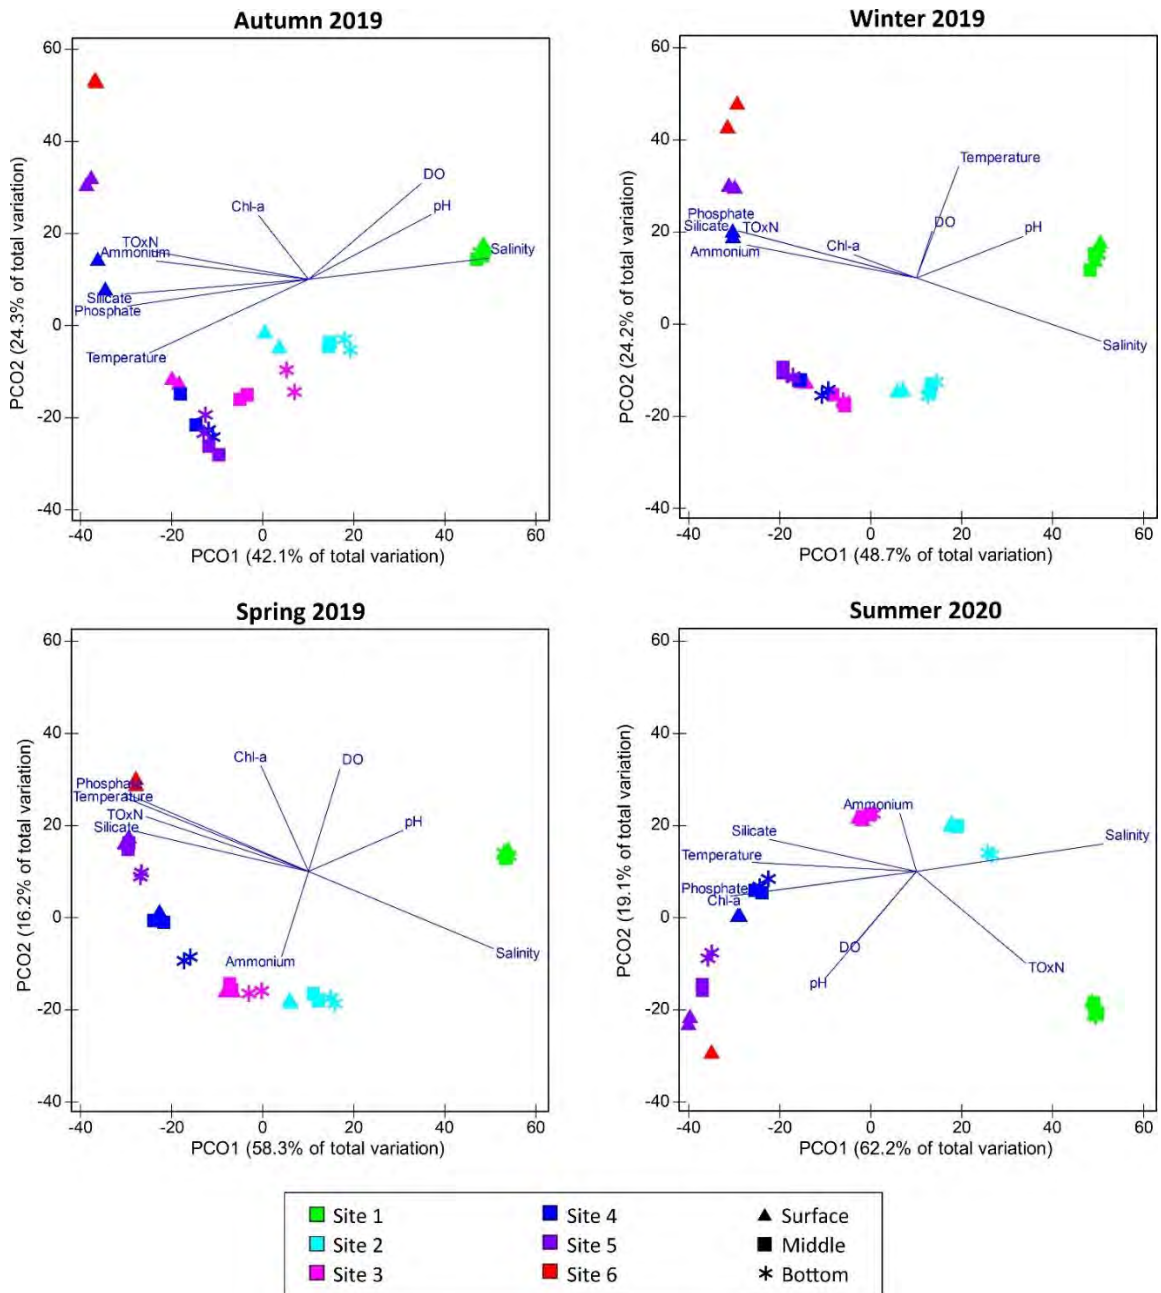 Autumn 2019
60
40
20
0
-20
-40
PCO2 (24.3% of total variation)
DO
Chl-a
pH
TOxN
Ammonium
Salinity
Silicate
Phosphate
Temperature
-40 -20 0 20 40 60
PCO1 (42.1% of total variation)
Winter 2019
60
40
20
0
-20
-40
PCO2 (24.2% of total variation)
Temperature
Phosphate
DO
pH
Silicate TOxN
Chl-a
Ammonium
Salinity
-40 -20 0 20 40 60
PCO1 (48.7% of total variation)
Spring 2019
60
40
20
0
-20
-40
PCO2 (16.2% of total variation)
Chl-a
DO
Phosphate
Temperature
TOxN
pH
Silicate
Salinity
Ammonium
-40 -20 0 20 40 60
PCO1 (58.3% of total variation)
Summer 2020
60
40
20
0
-20
-40
PCO2 (19.1% of total variation)
Ammonium
Silicate
Salinity
Temperature
Phosphate
Chl-a
DO
TOxN
pH
-40 -20 0 20 40 60
PCO1 (62.2% of total variation)
Site 1 Site 4 Surface
Site 2 Site 5 Middle
Site 3 Site 6 Bottom